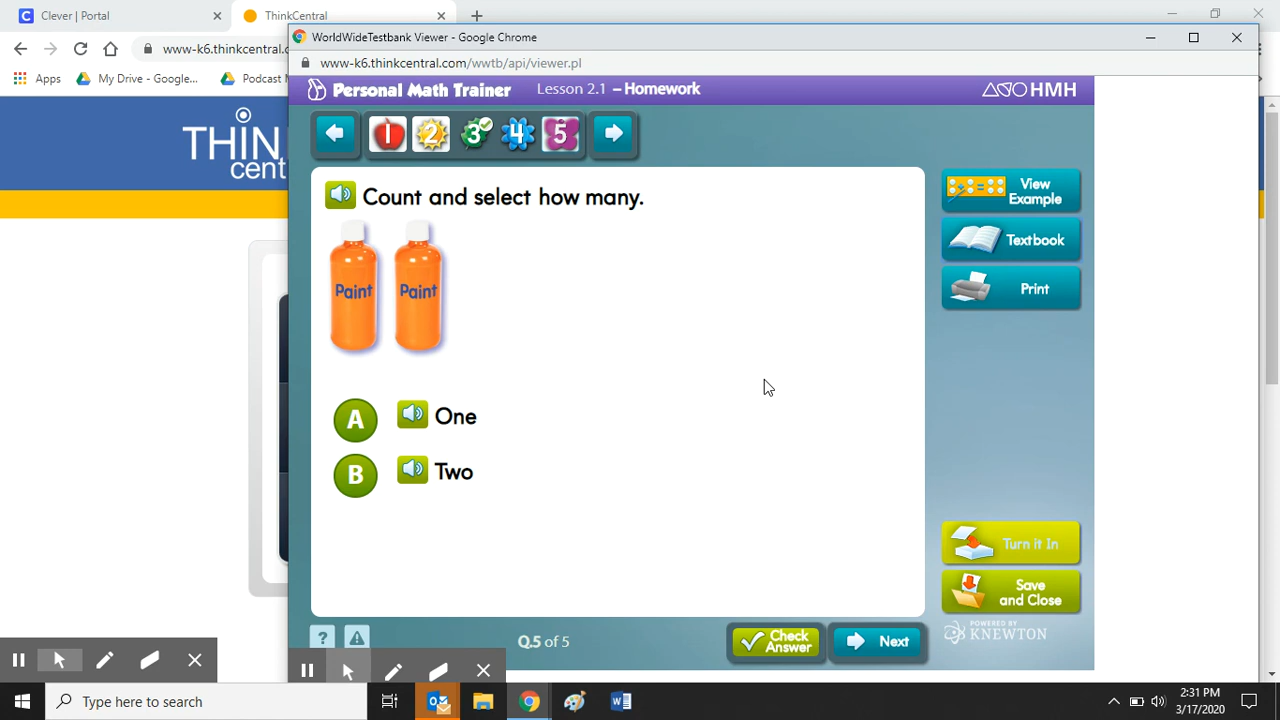 Clever | Portal
ThinkCentral
WorldWideTestbank Viewer - Google Chrome
www-k6.thinkcentral.
www-k6.thinkcentral.com/wwtb/api/viewer.pl
Apps
My Drive - Google...
Podcast
Personal Math Trainer
Lesson 2.1 – Homework
HMH
1
2
3
4
5
THIN
cent
Count and select how many.
Paint
Paint
A One
B Two
View
Example
Textbook
Print
Turn it In
Save
and Close
POWERED BY
KNEWTON
?
Q.5 of 5
Check
Answer
Next
Type here to search
2:31 PM
3/17/2020